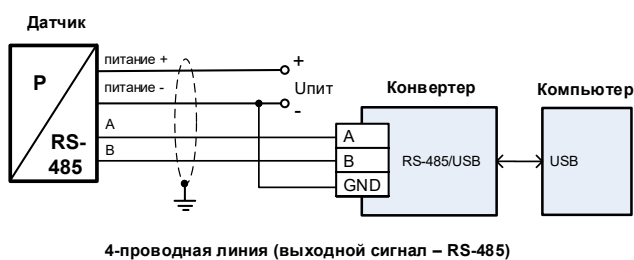 Датчик
питание +
+
P
питание -
Uпит
-
Конвертер
Компьютер
A
A
RS-
485
B
B
RS-485/USB
USB
GND
4-проводная линия (выходной сигнал – RS-485)